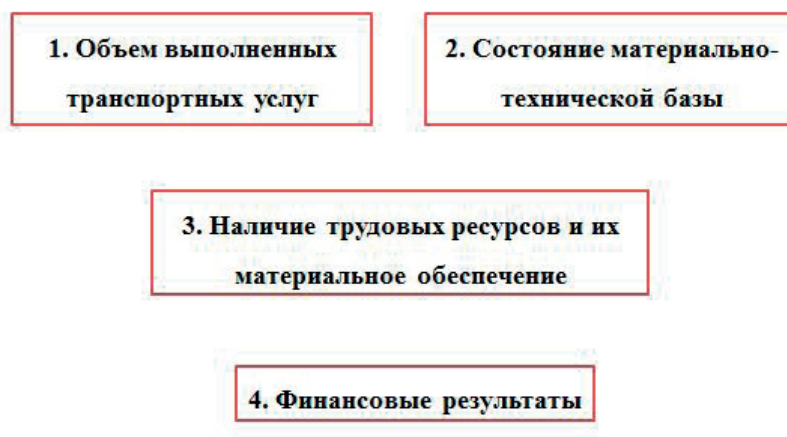 1. Объем выполненных
транспортных услуг
2. Состояние материально-
технической базы
3. Наличие трудовых ресурсов и их
материальное обеспечение
4. Финансовые результаты